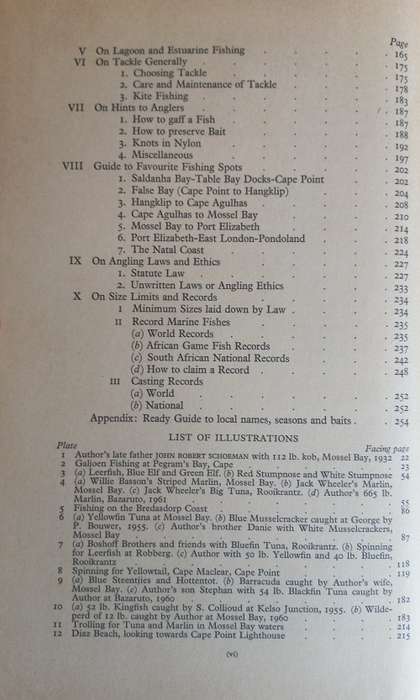 Page
V On Lagoon and Estuarine Fishing . . . . . 165
VI On Tackle Generally . . . . . . . 175
1. Choosing Tackle . . . . . . 175
2. Care and Maintenance of Tackle . . . . 178
3. Kite Fishing . . . . . . . 183
VII On Hints to Anglers . . . . . . . 187
1. How to gaff a Fish . . . . . . 187
2. How to preserve Bait . . . . . . 188
3. Knots in Nylon . . . . . . 192
4. Miscellaneous . . . . . . 197
VIII Guide to Favourite Fishing Spots . . . . . 202
1. Saldanha Bay-Table Bay Docks-Cape Point . . 202
2. False Bay (Cape Point to Hangklip) . . . 204
3. Hangklip to Cape Agulhas . . . . . 208
4. Cape Agulhas to Mossel Bay . . . . 210
5. Mossel Bay to Port Elizabeth . . . . 214
6. Port Elizabeth-East London-Pondoland . . . 218
7. The Natal Coast . . . . . . 224
IX On Angling Laws and Ethics . . . . . 227
1. Statute Law . . . . . . . 227
2. Unwritten Laws or Angling Ethics . . . 233
X On Size Limits and Records . . . . . 234
I Minimum Sizes laid down by Law . . . . 234
II Record Marine Fishes . . . . . 235
(a) World Records . . . . . 235
(b) African Game Fish Records . . . . 237
(c) South African National Records . . . 242
(d) How to claim a Record . . . . 248
III Casting Records
(a) World . . . . . . . 252
(b) National . . . . . . 252
Appendix: Ready Guide to local names, seasons and baits . . 254
LIST OF ILLUSTRATIONS
Plate Facing page
1 Author's late father JOHN ROBERT SCHOEMAN with 112 lb. kob, Mossel Bay, 1932 22
2 Galjoen Fishing at Pegram's Bay, Cape 23
3 (a) Leerfish, Blue Elf and Green Elf. (b) Red Stumpnose and White Stumpnose 54
4 (a) Willie Basson's Striped Marlin, Mossel Bay. (b) Jack Wheeler's Marlin,
Mossel Bay. (c) Jack Wheeler's Big Tuna, Rooikrantz. (d) Author's 665 lb.
Marlin, Bazaruto, 1961 55
5 Fishing on the Bredasdorp Coast 86
6 (a) Yellowfin Tuna at Mossel Bay. (b) Blue Musselcracker caught at George by
P. Bouwer, 1955. (c) Author's brother Danie with White Musselcrackers,
Mossel Bay 87
7 (a) Boshoff Brothers and friends with Bluefin Tuna, Rooikrantz. (b) Spinning
for Leerfish at Robberg. (c) Author with 50 lb. Yellowfin and 40 lb. Bluefin,
Rooikrantz 118
8 Spinning for Yellowtail, Cape Maclear, Cape Point 119
9 (a) Blue Steentjies and Hottentot. (b) Barracuda caught by Author's wife,
Mossel Bay. (c) Author's son Stephan with 54 lb. Blackfin Tuna caught by
Author at Bazaruto, 1960 182
10 (a) 52 lb. Kingfish caught by S. Collioud at Kelso Junction, 1955. (b) Wilde-
perd of 12 lb. caught by Author at Mossel Bay, 1960 183
11 Trolling for Tuna and Marlin in Mossel Bay waters 214
12 Diaz Beach, looking towards Cape Point Lighthouse 215
(vi)